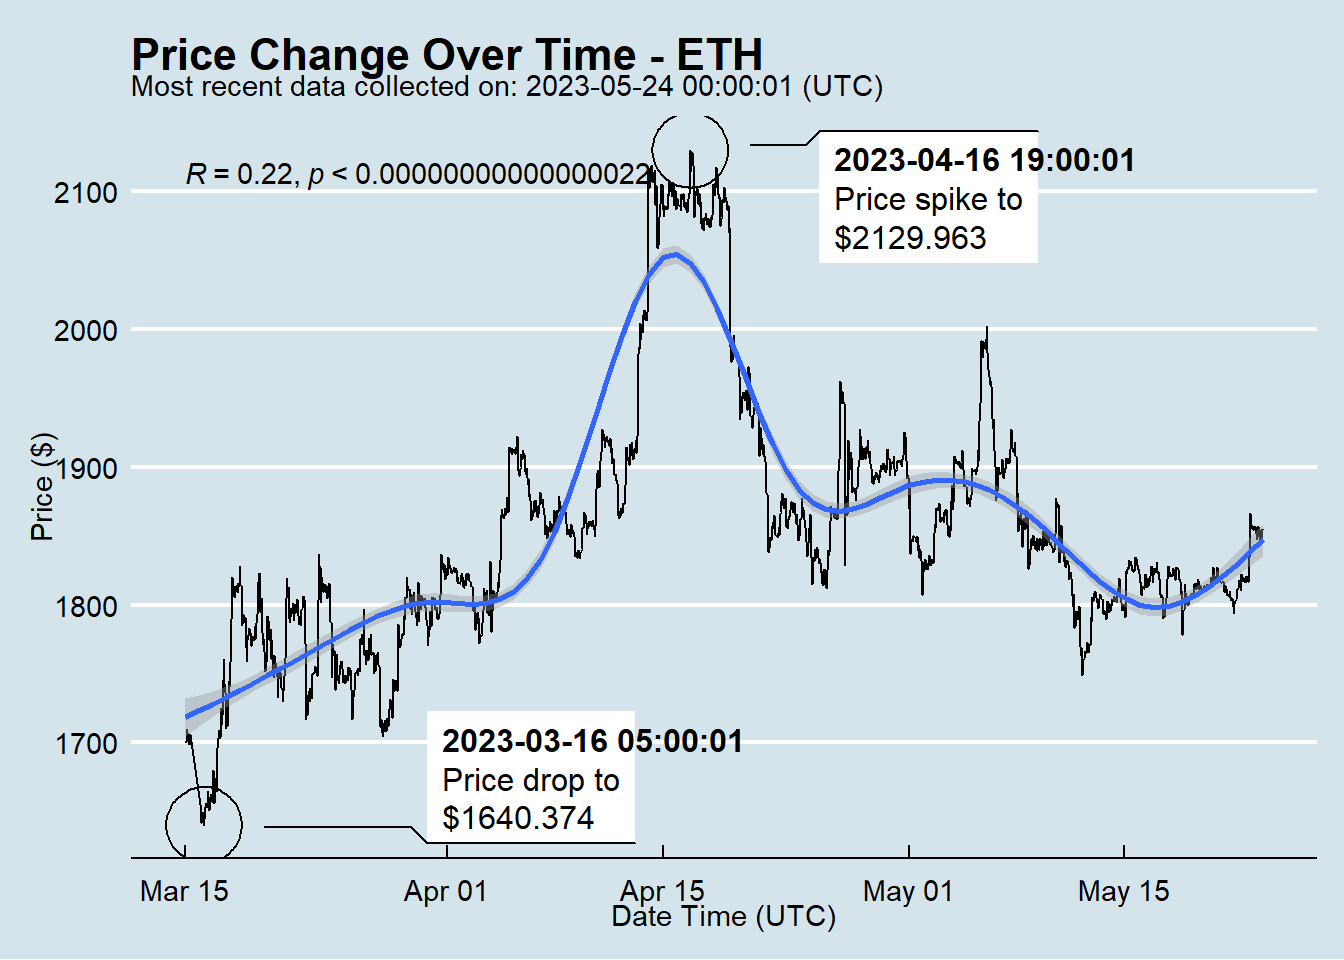 Price Change Over Time - ETH
Most recent data collected on: 2023-05-24 00:00:01 (UTC)
R = 0.22, p < 0.00000000000000022
2023-04-16 19:00:01
Price spike to
$2129.963
2100
2000
1900
1800
1700
Price ($)
2023-03-16 05:00:01
Price drop to
$1640.374
Mar 15 Apr 01 Apr 15 May 01 May 15
Date Time (UTC)